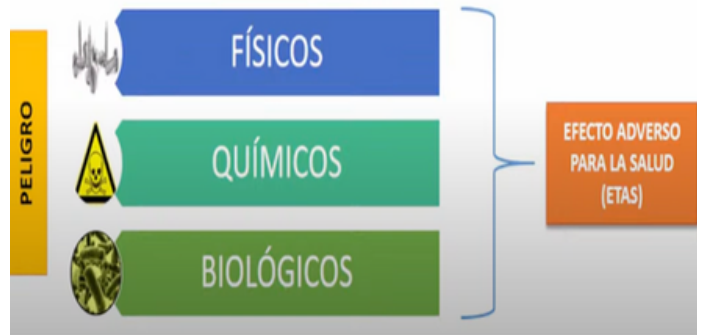 PELIGRO
FÍSICOS
QUÍMICOS
BIOLÓGICOS
EFECTO ADVERSO
PARA LA SALUD
(ETAS)